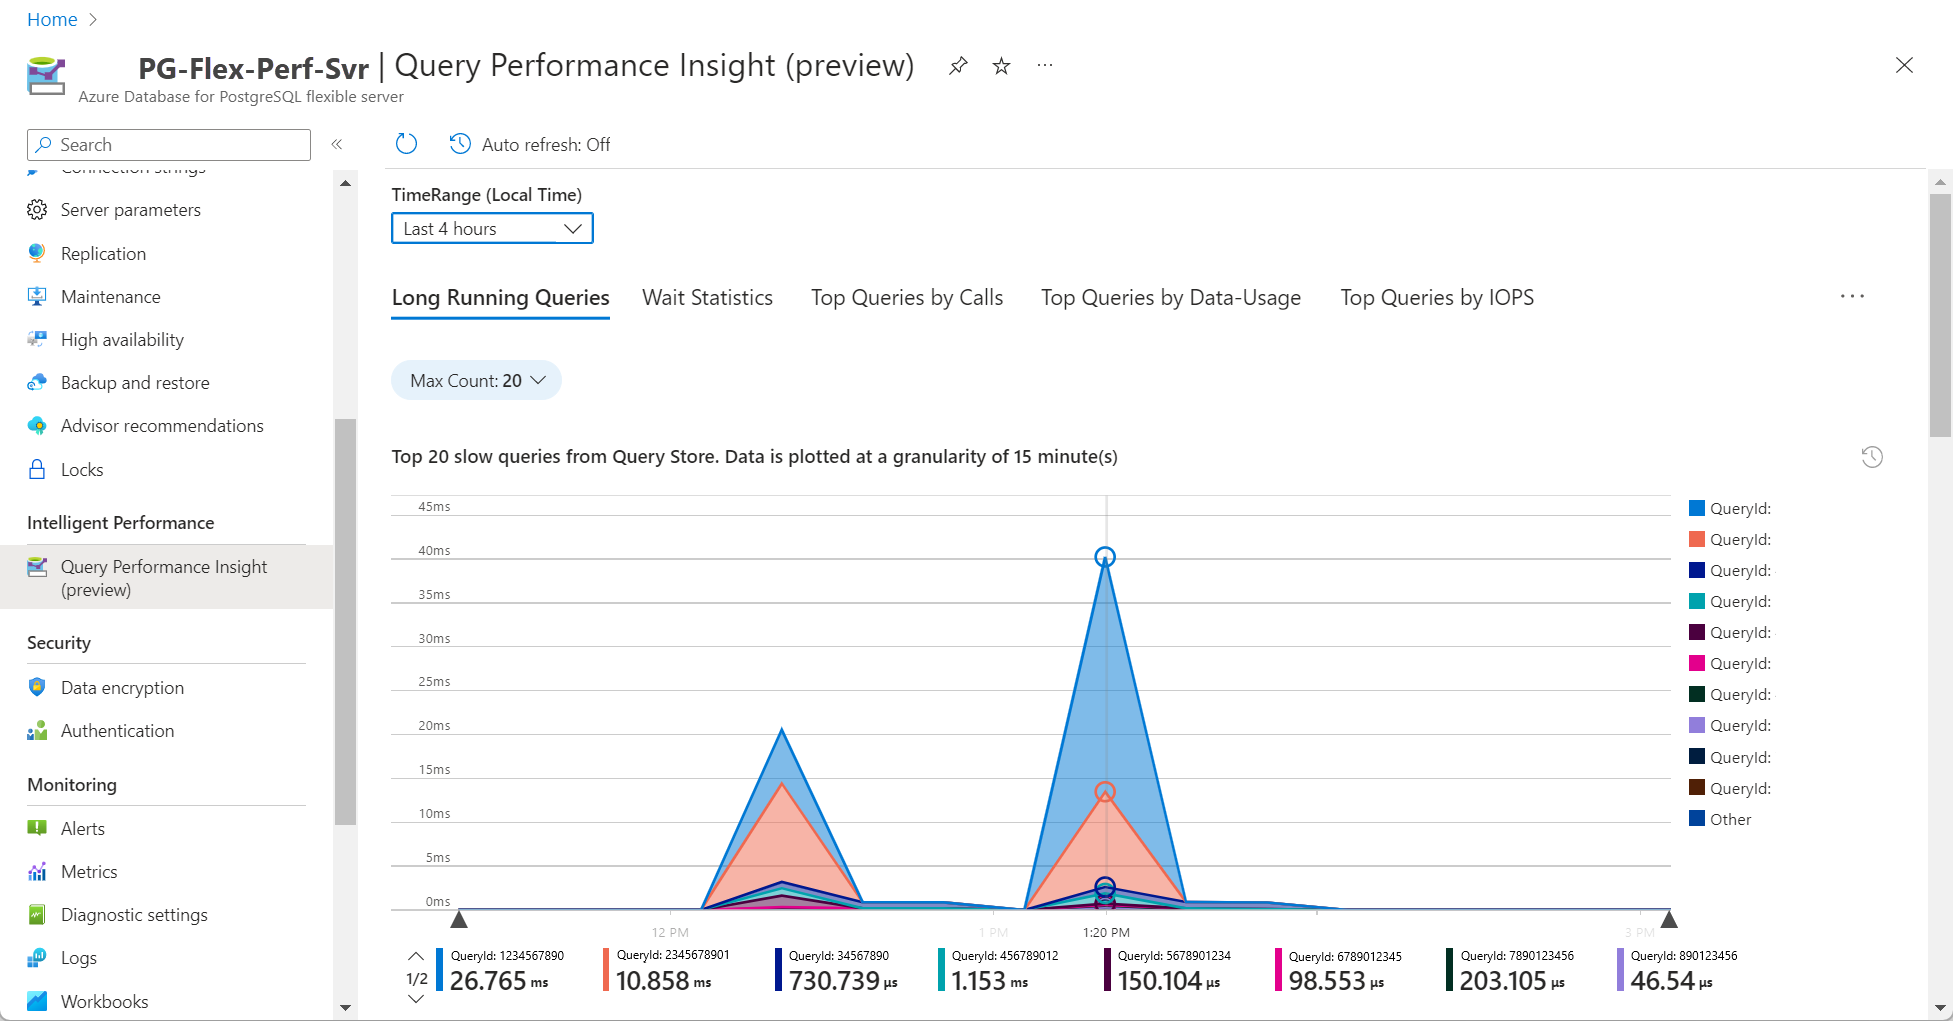 Home
PG-Flex-Perf-Svr | Query Performance Insight (preview)
Azure Database for PostgreSQL flexible server
Search
Connection strings
Server parameters
Replication
Maintenance
High availability
Backup and restore
Advisor recommendations
Locks
Intelligent Performance
Query Performance Insight
(preview)
Security
Data encryption
Authentication
Monitoring
Alerts
Metrics
Diagnostic settings
Logs
Workbooks
Auto refresh: Off
TimeRange (Local Time)
Last 4 hours
Long Running Queries
Wait Statistics
Top Queries by Calls
Top Queries by Data-Usage
Top Queries by IOPS
Max Count: 20
Top 20 slow queries from Query Store. Data is plotted at a granularity of 15 minute(s)
45ms
40ms
35ms
30ms
25ms
20ms
15ms
10ms
5ms
0ms
12 PM
1 PM
1:20 PM
3 PM
QueryId:
QueryId:
QueryId:
QueryId:
QueryId:
QueryId:
QueryId:
QueryId:
QueryId:
QueryId:
Other
1/2
QueryId: 1234567890
26.765 ms
QueryId: 2345678901
10.858 ms
QueryId: 34567890
730.739 µs
QueryId: 456789012
1.153 ms
QueryId: 5678901234
150.104 µs
QueryId: 6789012345
98.553 µs
QueryId: 7890123456
203.105 µs
QueryId: 890123456
46.54 µs